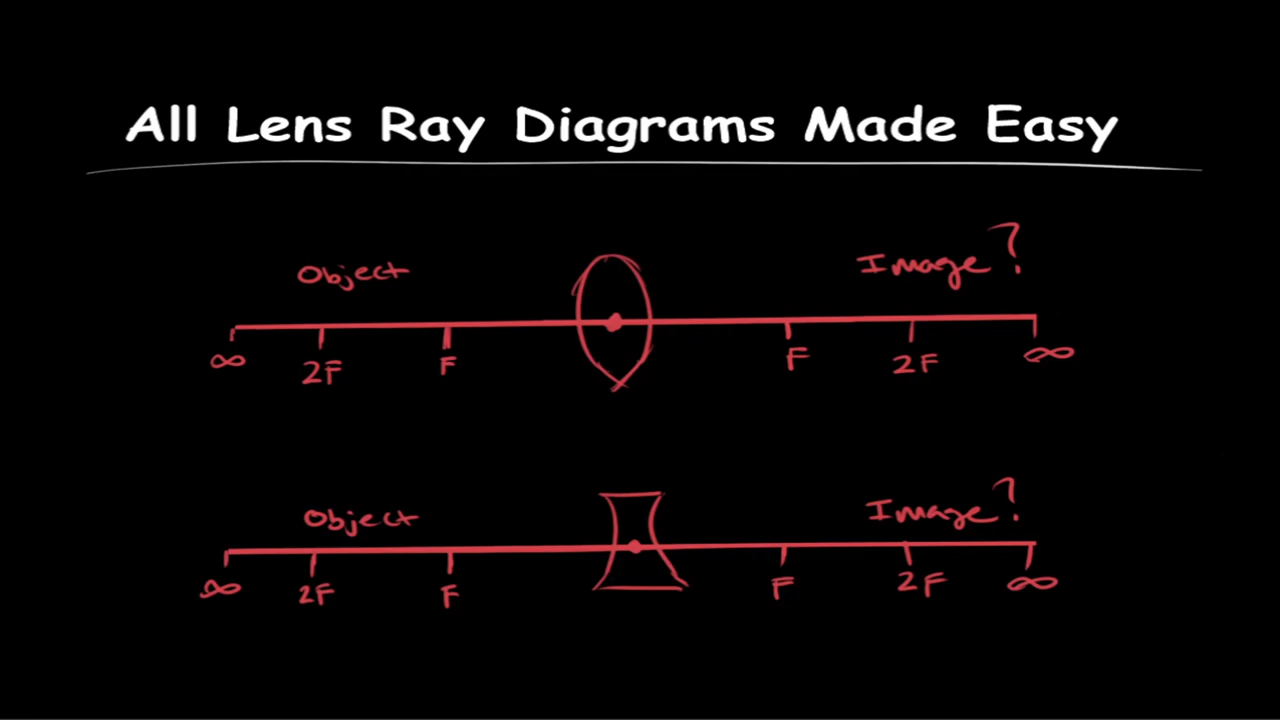 All Lens Ray Diagrams Made Easy
Object Image?
∞ 2F F F 2F ∞
Object Image?
∞ 2F F F 2F ∞